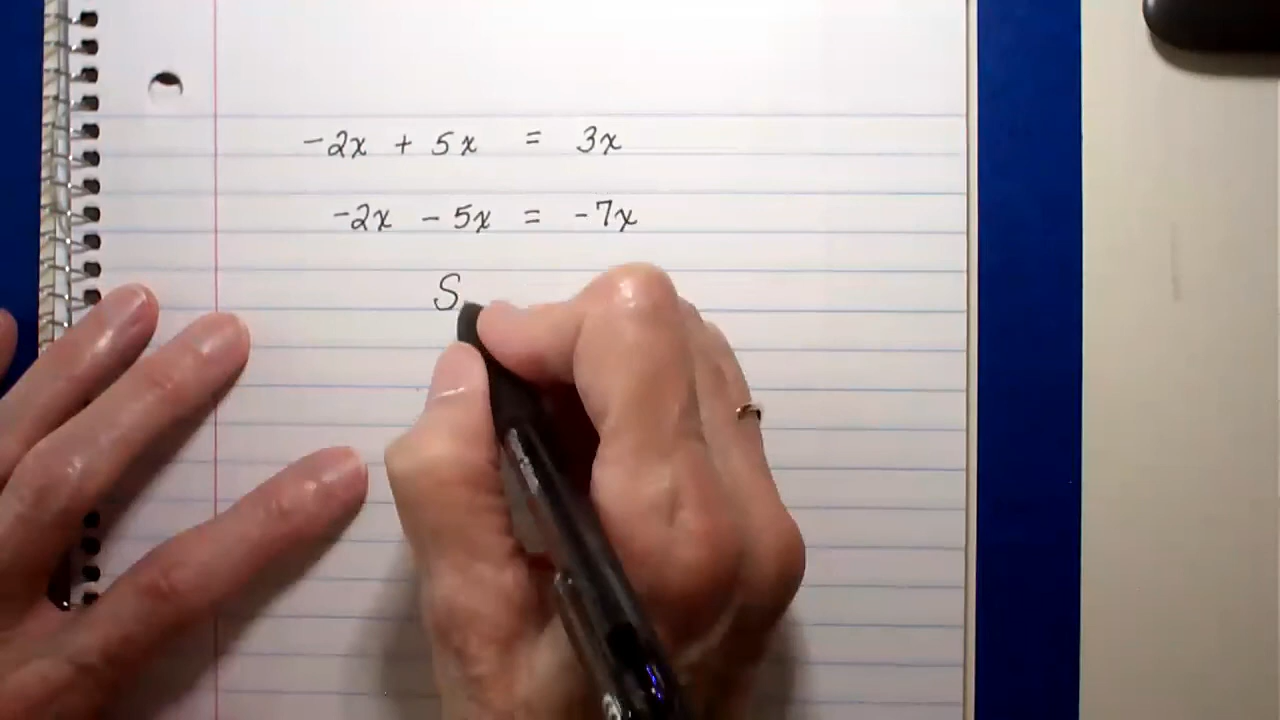 -2x + 5x = 3x
-2x - 5x = -7x
S